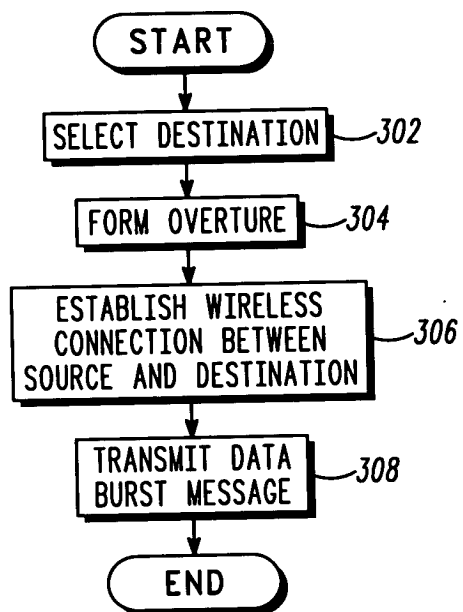 START
SELECT DESTINATION
302
FORM OVERTURE
304
ESTABLISH WIRELESS
CONNECTION BETWEEN
SOURCE AND DESTINATION
306
TRANSMIT DATA
BURST MESSAGE
308
END